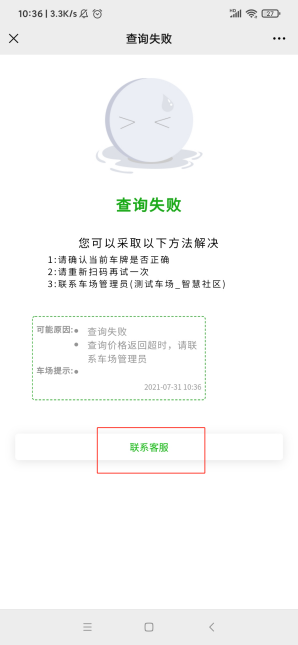 10:36 | 3.3K/s
HD 27
查询失败
查询失败
您可以采取以下方法解决
1:请确认当前车牌是否正确
2:请重新扫码再试一次
3:联系车场管理员(测试车场_智慧社区)
可能原因: 查询失败
查询价格返回超时，请联
系车场管理员
车场提示:
2021-07-31 10:36
联系客服